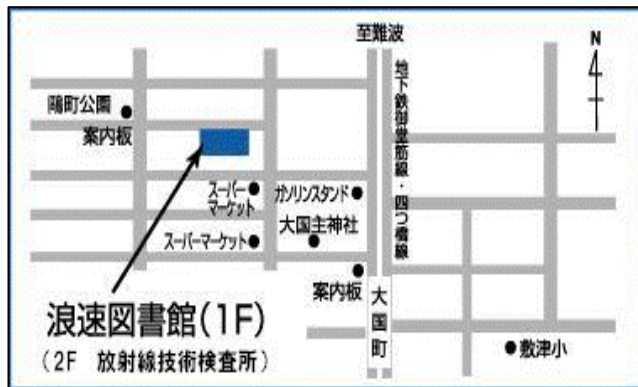 至難波
N
地下鉄御堂筋線・四つ橋線
鴎町公園
案内板
スーパー
マーケット
ガソリンスタンド
大国主神社
スーパーマーケット
案内板
大国町
浪速図書館(1F)
(2F 放射線技術検査所)
敷津小